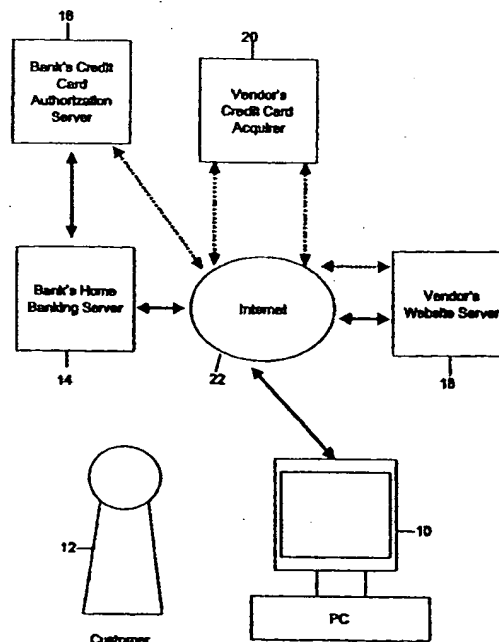 18
20
Bank's Credit
Card
Authorization
Server
Vendor's
Credit Card
Acquirer
Bank's Home
Banking Server
Internet
Vendor's
Website Server
14
22
18
12
10
Customer
PC